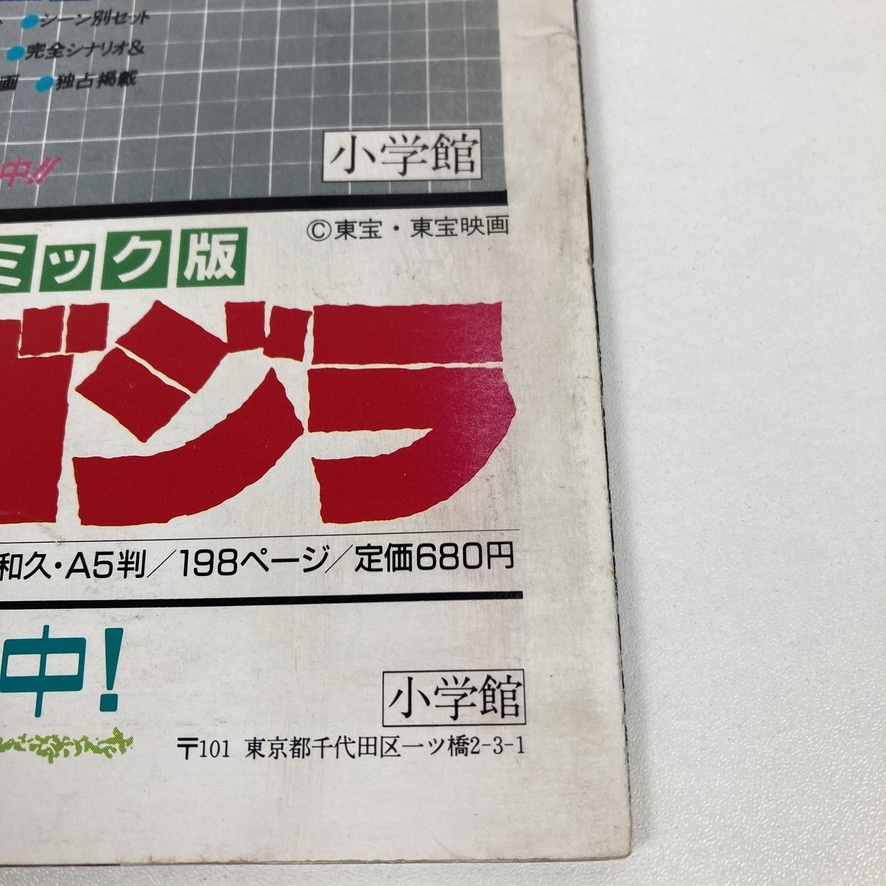 ●シーン別セット
●完全シナリオ&
画 ●独占掲載
中!!
小学館
©東宝・東宝映画
ミック版
ゴジラ
和久・A5判／198ページ／定価680円
中!
小学館
〒101 東京都千代田区一ツ橋2-3-1